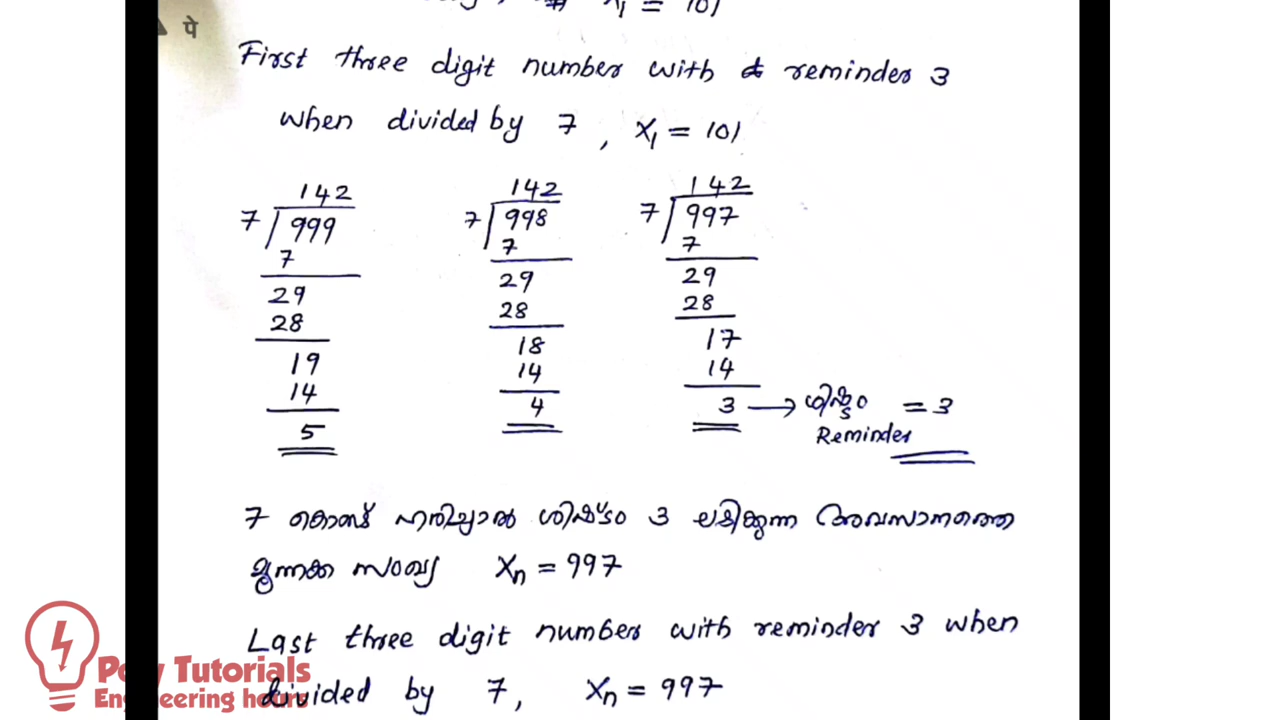 x₁ = 101
पे
First three digit number with reminder 3
when divided by 7, x₁ = 101
142 142 142
7 999 7 998 7 997
7 7 7
29 29 29
28 28 28
19 18 17
14 14 14
5 4 3 → ശിഷ്ടം = 3
Reminder
7 കൊണ്ട് ഹരിച്ചാൽ ശിഷ്ടം 3 ലഭിക്കുന്ന അവസാനത്തെ
മൂന്നക്ക സംഖ്യ xₙ = 997
Last three digit number with reminder 3 when
divided by 7, xₙ = 997
Poly Tutorials
Engineering hours